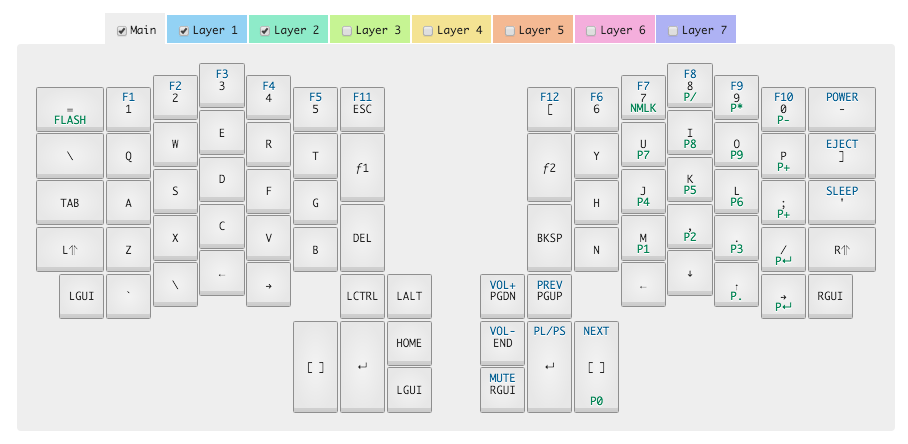 Main Layer 1 Layer 2 Layer 3 Layer 4 Layer 5 Layer 6 Layer 7
=
FLASH
F1
1
F2
2
F3
3
F4
4
F5
5
F11
ESC
F12
[
F6
6
F7
7
NMLK
F8
8
P/
F9
9
P*
F10
0
P-
POWER
-
\
Q
W
E
R
T
ƒ1
ƒ2
Y
U
P7
I
P8
O
P9
P
P+
EJECT
]
TAB
A
S
D
F
G
H
J
P4
K
P5
L
P6
;
P+
SLEEP
'
L⇑
Z
X
C
V
B
DEL
BKSP
N
M
P1
,
P2
.
P3
/
P↵
R⇑
LGUI
`
\
←
→
LCTRL
LALT
VOL+
PGDN
PREV
PGUP
←
↓
↑
P.
→
P↵
RGUI
[ ]
↵
HOME
VOL-
END
PL/PS
↵
NEXT
[ ]
P0
LGUI
MUTE
RGUI